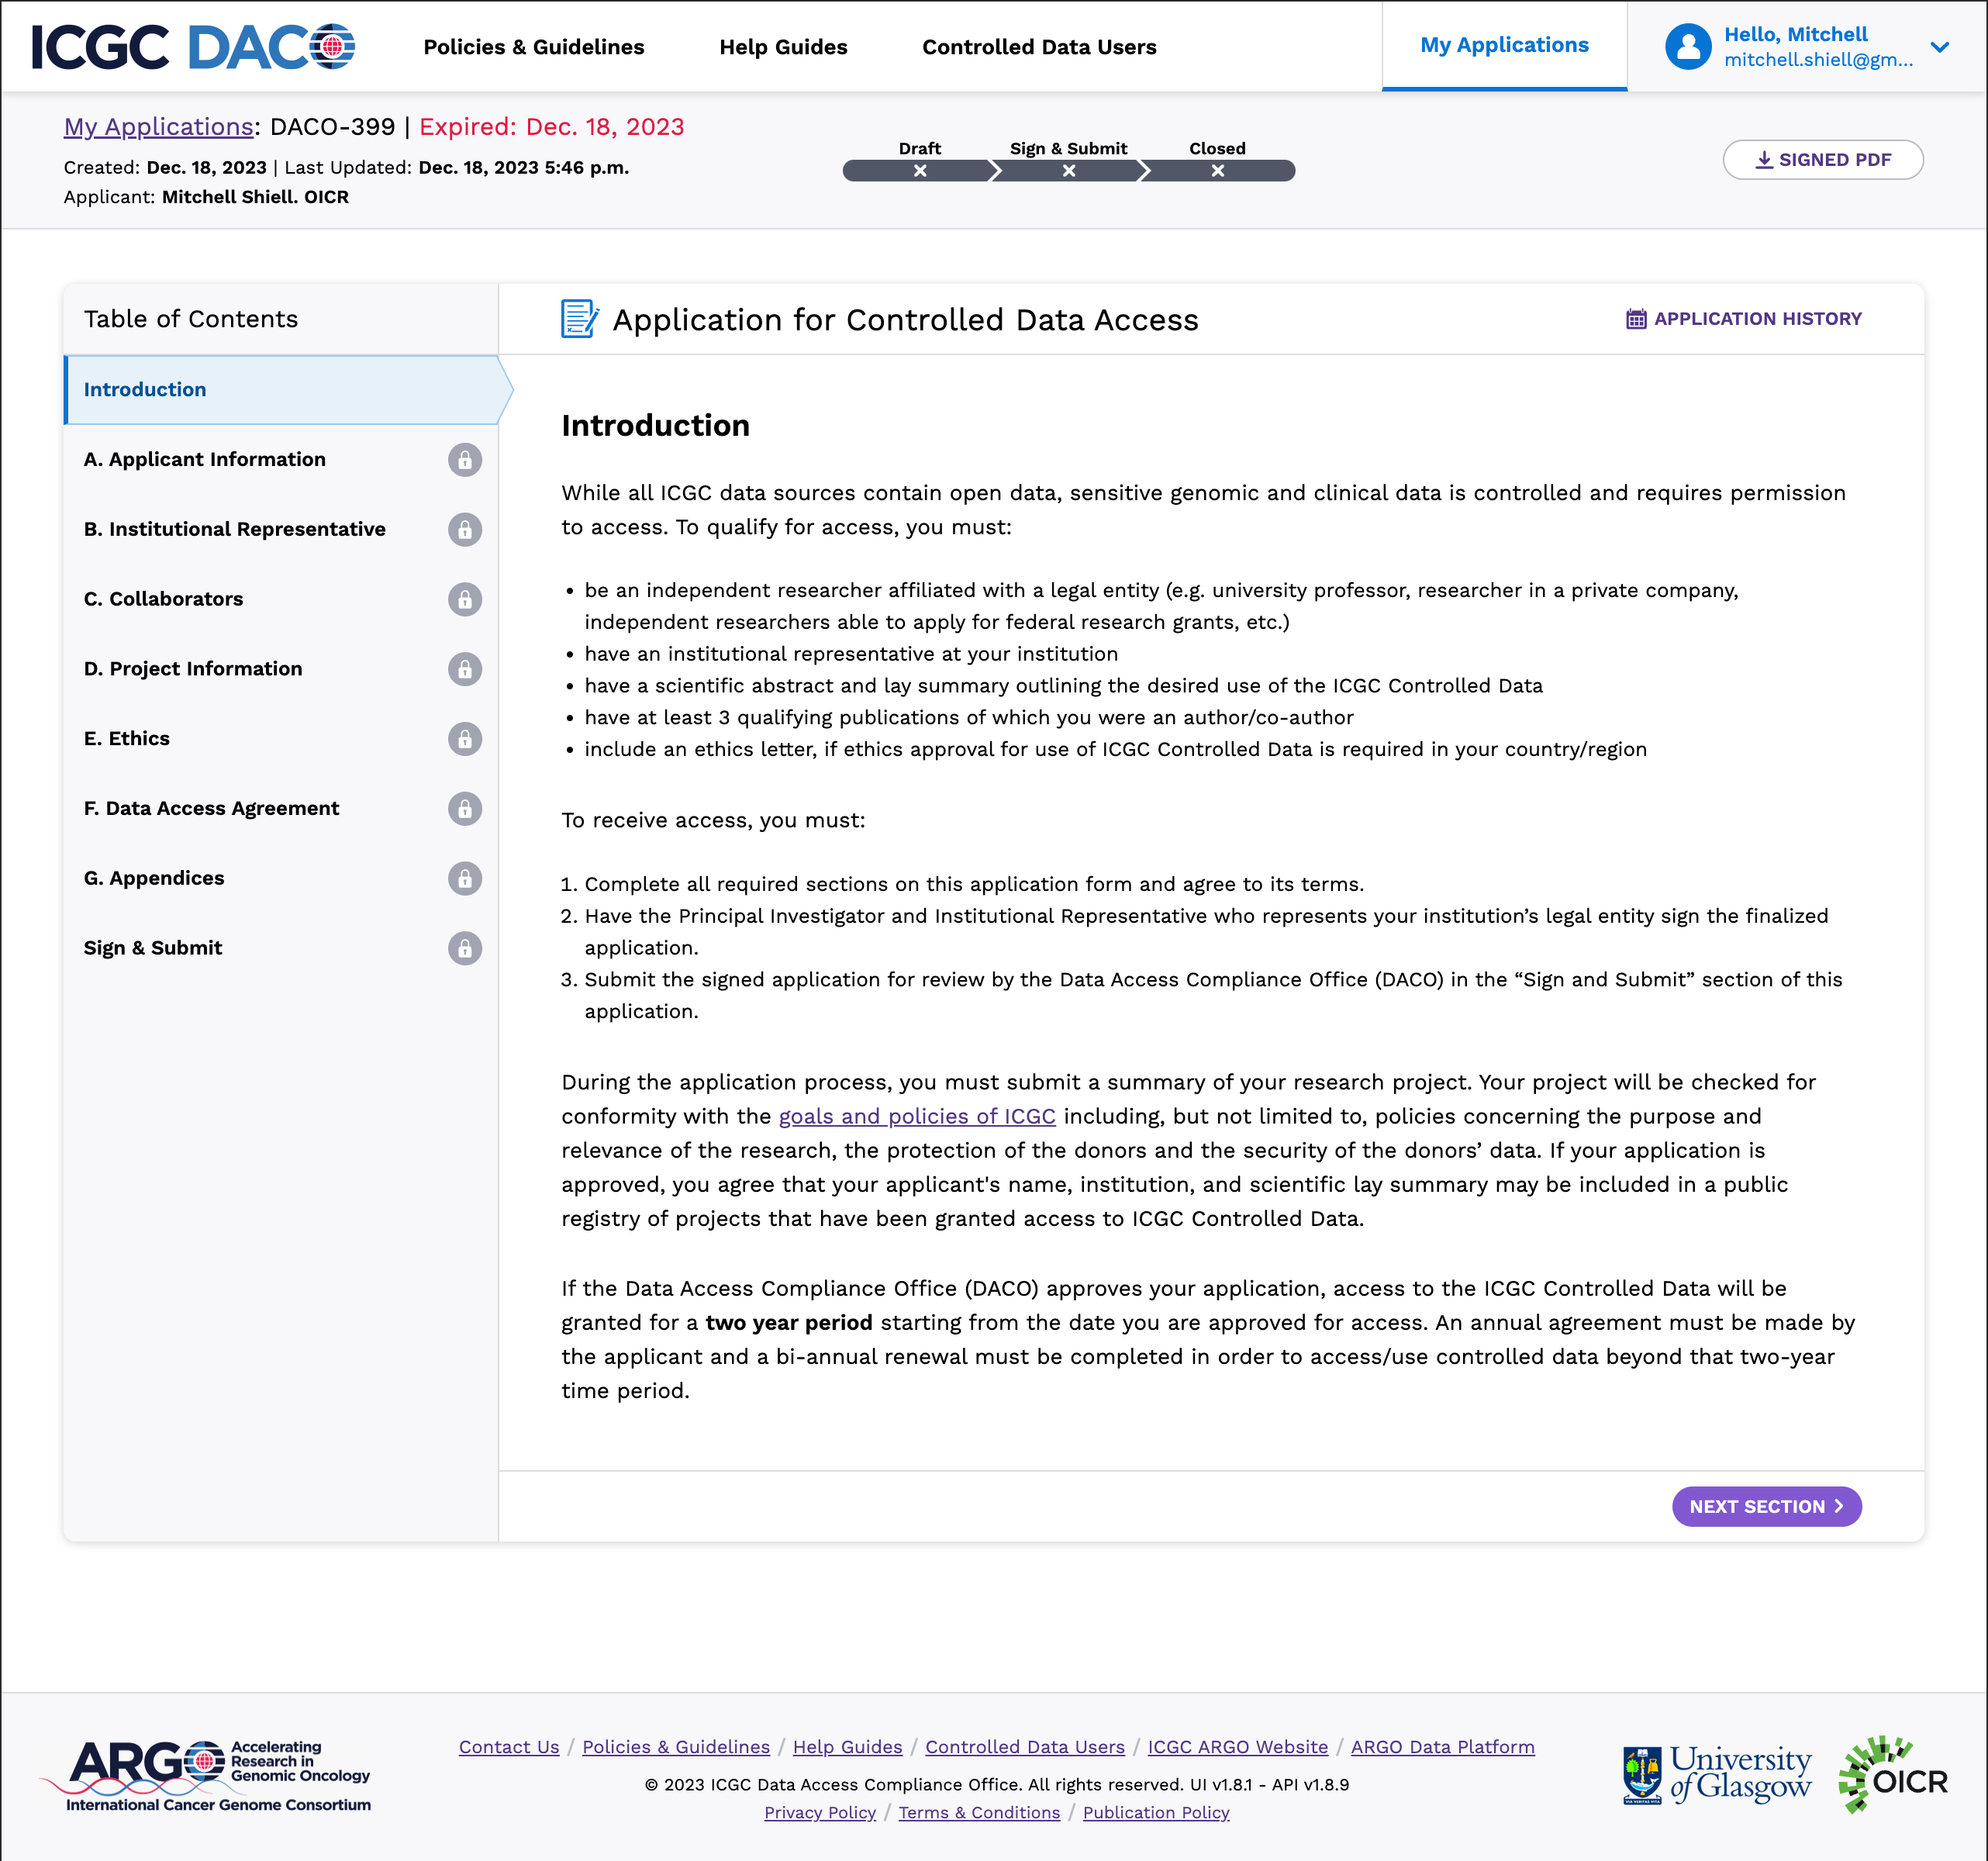 ICGC DACO
Policies & Guidelines
Help Guides
Controlled Data Users
My Applications
Hello, Mitchell
mitchell.shiell@gm...
My Applications: DACO-399 | Expired: Dec. 18, 2023
Created: Dec. 18, 2023 | Last Updated: Dec. 18, 2023 5:46 p.m.
Applicant: Mitchell Shiell. OICR
Draft
Sign & Submit
Closed
SIGNED PDF
Table of Contents
Introduction
A. Applicant Information
B. Institutional Representative
C. Collaborators
D. Project Information
E. Ethics
F. Data Access Agreement
G. Appendices
Sign & Submit
Application for Controlled Data Access
APPLICATION HISTORY
Introduction
While all ICGC data sources contain open data, sensitive genomic and clinical data is controlled and requires permission
to access. To qualify for access, you must:
• be an independent researcher affiliated with a legal entity (e.g. university professor, researcher in a private company,
independent researchers able to apply for federal research grants, etc.)
• have an institutional representative at your institution
• have a scientific abstract and lay summary outlining the desired use of the ICGC Controlled Data
• have at least 3 qualifying publications of which you were an author/co-author
• include an ethics letter, if ethics approval for use of ICGC Controlled Data is required in your country/region
To receive access, you must:
1. Complete all required sections on this application form and agree to its terms.
2. Have the Principal Investigator and Institutional Representative who represents your institution’s legal entity sign the finalized
application.
3. Submit the signed application for review by the Data Access Compliance Office (DACO) in the “Sign and Submit” section of this
application.
During the application process, you must submit a summary of your research project. Your project will be checked for
conformity with the goals and policies of ICGC including, but not limited to, policies concerning the purpose and
relevance of the research, the protection of the donors and the security of the donors’ data. If your application is
approved, you agree that your applicant's name, institution, and scientific lay summary may be included in a public
registry of projects that have been granted access to ICGC Controlled Data.
If the Data Access Compliance Office (DACO) approves your application, access to the ICGC Controlled Data will be
granted for a two year period starting from the date you are approved for access. An annual agreement must be made by
the applicant and a bi-annual renewal must be completed in order to access/use controlled data beyond that two-year
time period.
NEXT SECTION
ARGO
Accelerating
Research in
Genomic Oncology
International Cancer Genome Consortium
Contact Us / Policies & Guidelines / Help Guides / Controlled Data Users / ICGC ARGO Website / ARGO Data Platform
© 2023 ICGC Data Access Compliance Office. All rights reserved. UI v1.8.1 - API v1.8.9
Privacy Policy / Terms & Conditions / Publication Policy
University
of Glasgow
OICR